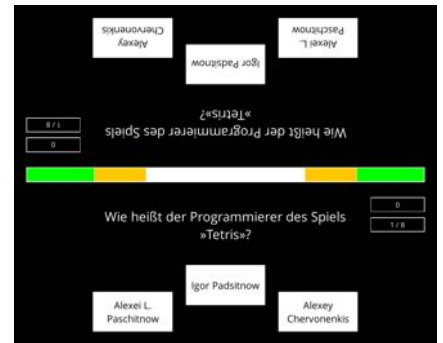 Alexey
Chervonenkis
Igor Padsitnow
Alexei L.
Paschitnow
Wie heißt der Programmierer des Spiels
»Tetris»?
1 / 8
0
Wie heißt der Programmierer des Spiels
»Tetris»?
0
1 / 8
Igor Padsitnow
Alexei L.
Paschitnow
Alexey
Chervonenkis